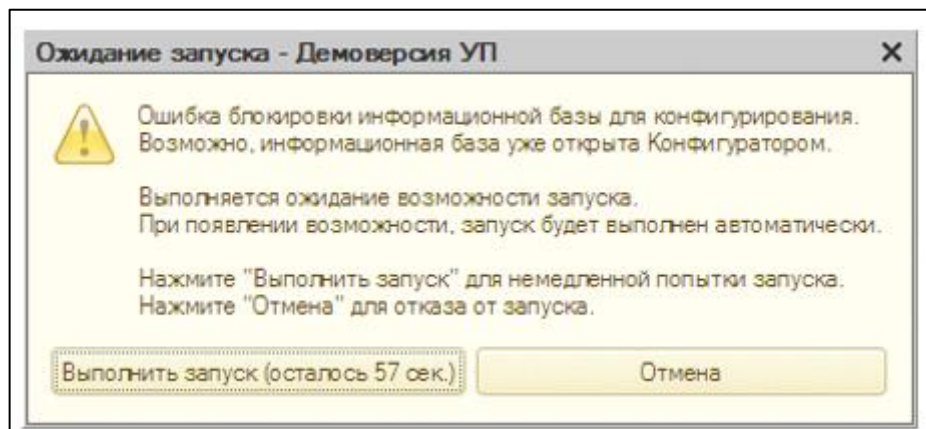 Ожидание запуска - Демоверсия УП
Ошибка блокировки информационной базы для конфигурирования.
Возможно, информационная база уже открыта Конфигуратором.
Выполняется ожидание возможности запуска.
При появлении возможности, запуск будет выполнен автоматически.
Нажмите "Выполнить запуск" для немедленной попытки запуска.
Нажмите "Отмена" для отказа от запуска.
Выполнить запуск (осталось 57 сек.)
Отмена